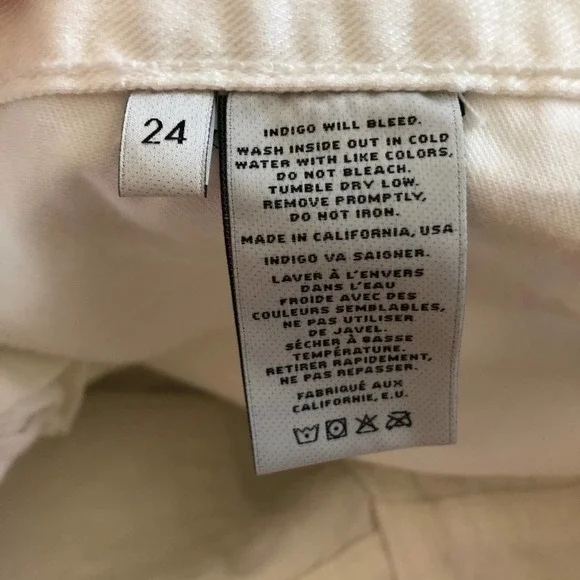 24
INDIGO WILL BLEED.
WASH INSIDE OUT IN COLD
WATER WITH LIKE COLORS,
DO NOT BLEACH.
TUMBLE DRY LOW.
REMOVE PROMPTLY,
DO NOT IRON.
MADE IN CALIFORNIA, USA
INDIGO VA SAIGNER.
LAVER À L'ENVERS
DANS L'EAU
FROIDE AVEC DES
COULEURS SEMBLABLES,
NE PAS UTILISER
DE JAVEL.
SÉCHER À BASSE
TEMPÉRATURE.
RETIRER RAPIDEMENT,
NE PAS REPASSER.
FABRIQUÉ AUX
CALIFORNIE, E.U.